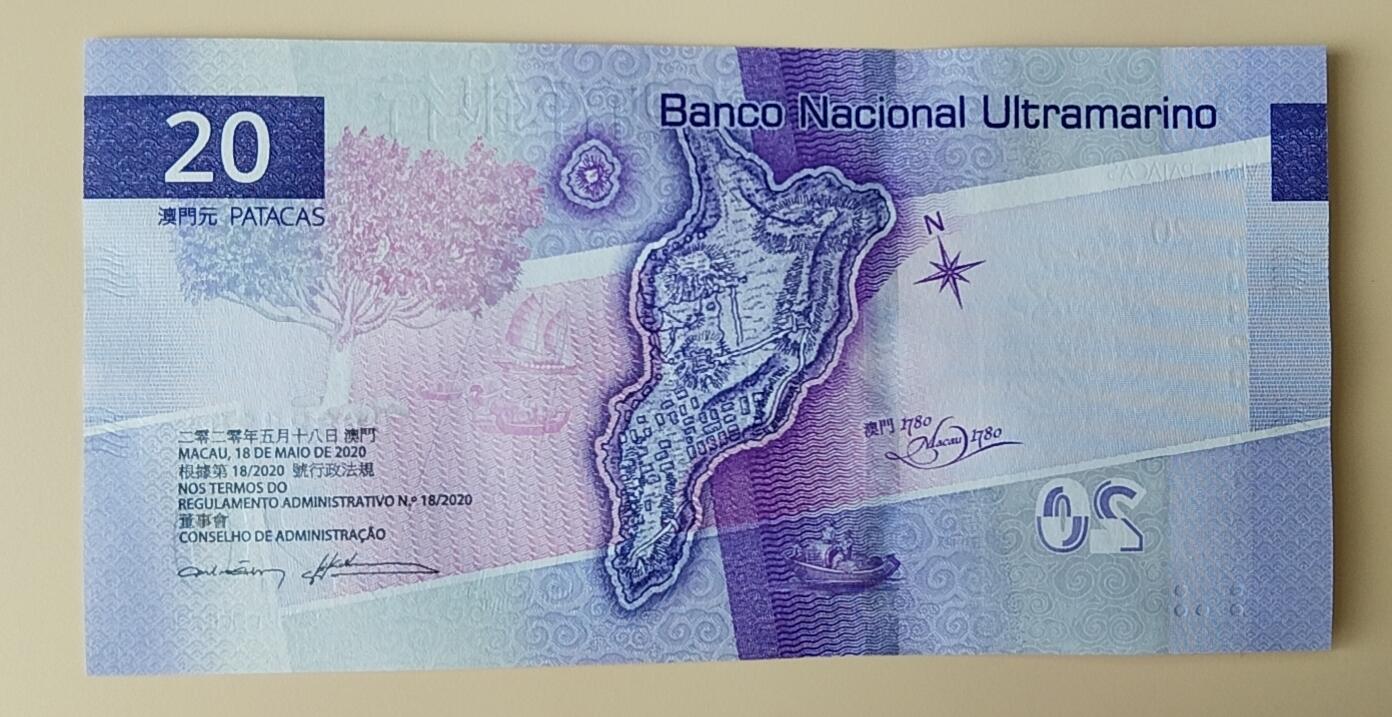 Banco Nacional Ultramarino
20
澳門元 PATACAS
N
澳門 1780
Macau 1780
二零二零年五月十八日 澳門
MACAU, 18 DE MAIO DE 2020
根據第 18/2020 號行政法規
NOS TERMOS DO
REGULAMENTO ADMINISTRATIVO N.º 18/2020
董事會
CONSELHO DE ADMINISTRAÇÃO
20